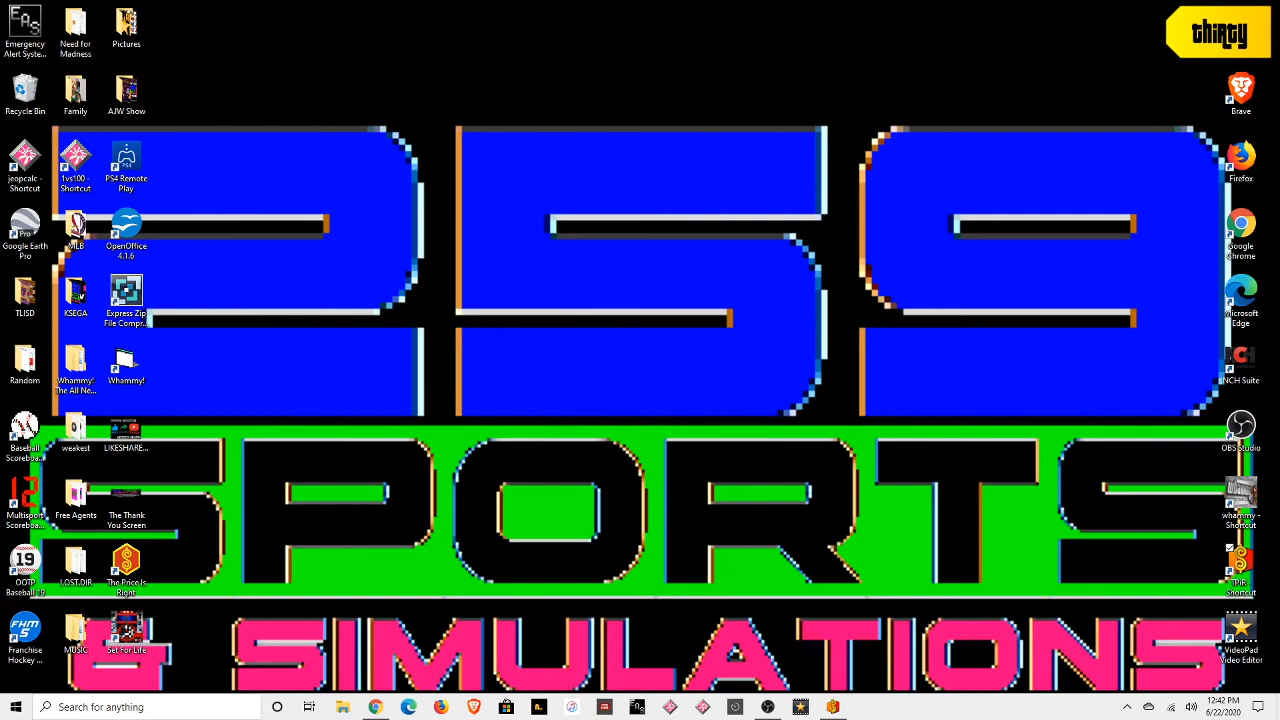 thirty
259
SPORTS
& SIMULATIONS
Emergency
Alert Syste...
Need for
Madness
Pictures
Recycle Bin
Family
AJW Show
Brave
jeopcalc -
Shortcut
1vs100 -
Shortcut
PS4 Remote
Play
Firefox
Pro
Google Earth
Pro
MLB
OpenOffice
4.1.6
Google
Chrome
TLISD
KSEGA
Express Zip
File Compr...
Microsoft
Edge
Random
Whammy!
The All Ne...
Whammy!
NCH Suite
Baseball
Scoreboa...
weakest
LIKESHARE...
OBS Studio
12
Multisport
Scoreboa...
Free Agents
The Thank
You Screen
whammy -
Shortcut
19
OOTP
Baseball 19
LOST.DIR
The Price Is
Right
TPiR
Shortcut
FHM
Franchise
Hockey ...
MUSIC
Set For Life
VideoPad
Video Editor
Search for anything
12:42 PM
6/22/2020